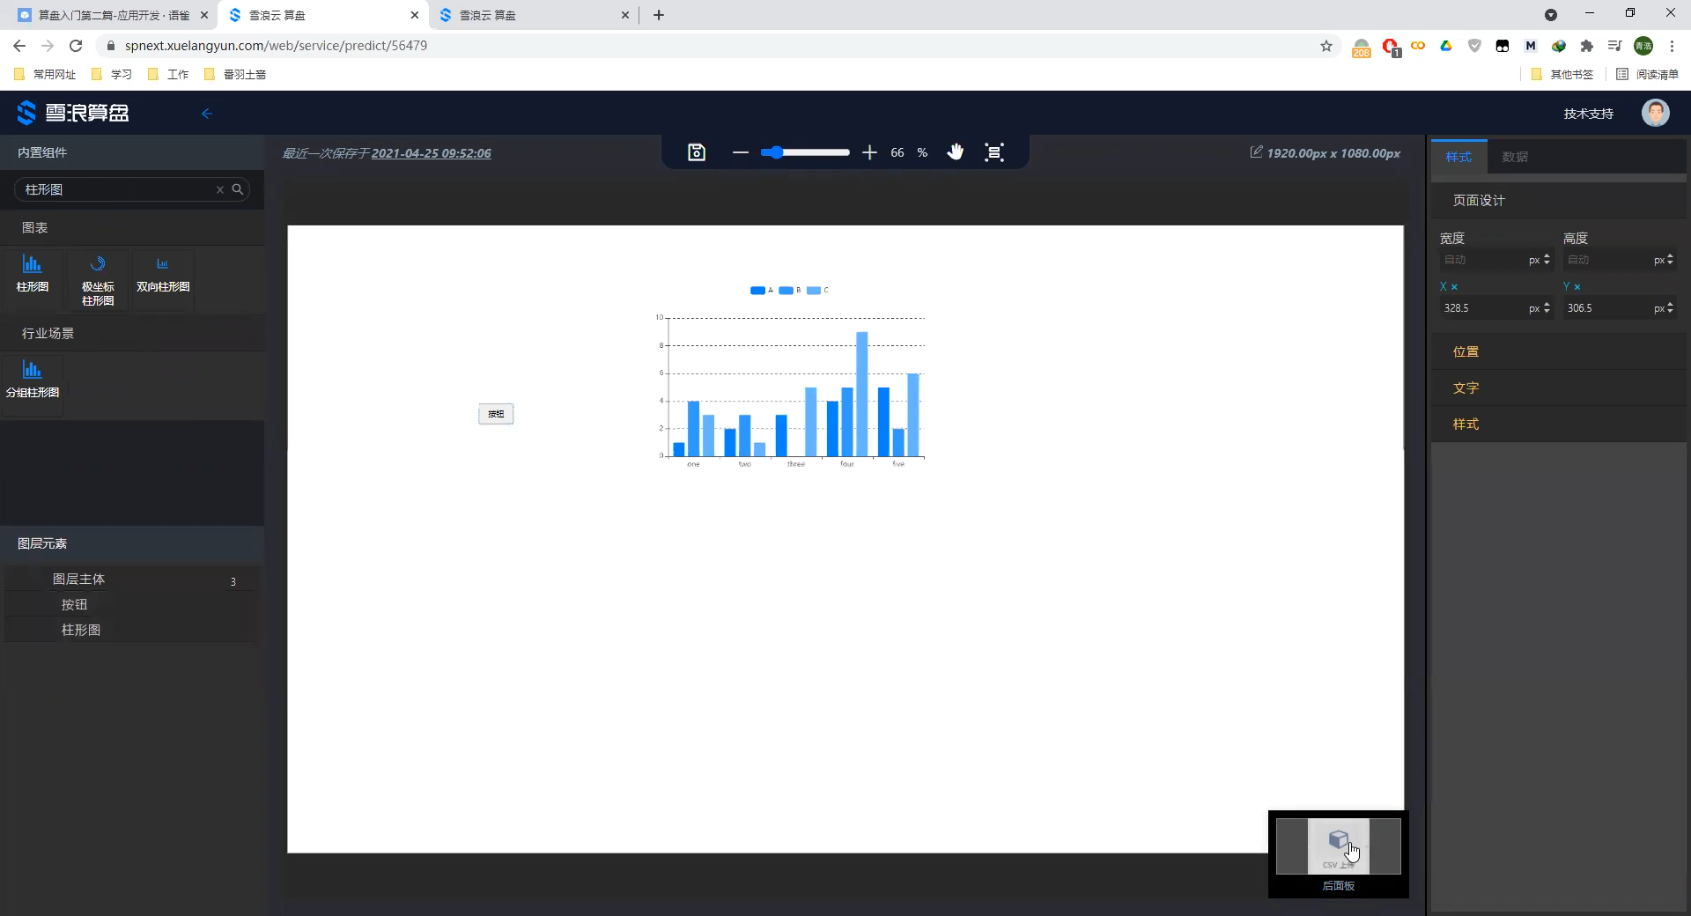 算盘入门第二篇-应用开发 · 语雀
雪浪云 算盘
雪浪云 算盘
spnext.xuelangyun.com/web/service/predict/56479
208
1
M
青浩
常用网址
学习
工作
番羽土啬
其他书签
阅读清单
雪浪算盘
技术支持
内置组件
最近一次保存于 2021-04-25 09:52:06
66 %
1920.00px x 1080.00px
样式
数据
柱形图
图表
柱形图
极坐标
柱形图
双向柱形图
行业场景
分组柱形图
页面设计
宽度
高度
自动 px
自动 px
X ×
Y ×
328.5 px
306.5 px
位置
文字
样式
A B C
10
8
6
4
2
0
one two three four five
按钮
图层元素
图层主体 3
按钮
柱形图
CSV 上传
后面板